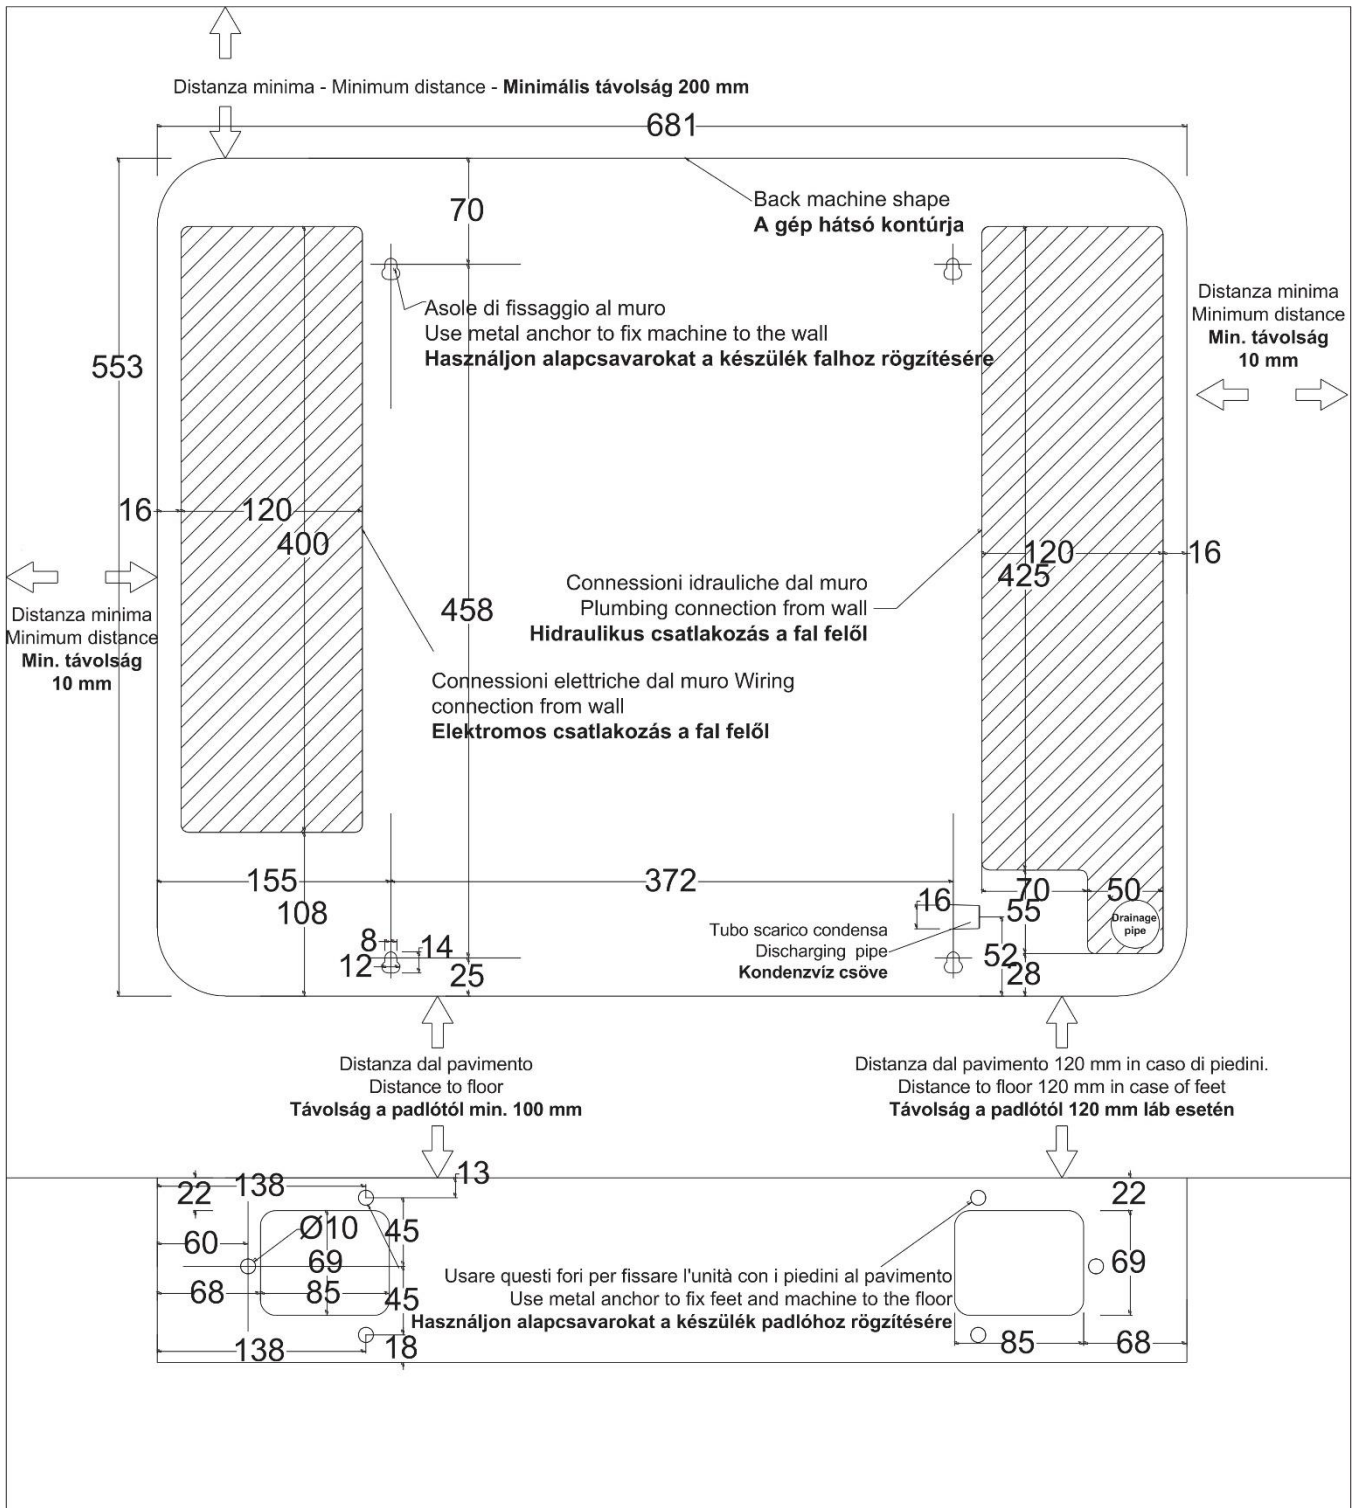 Distanza minima - Minimum distance - Minimális távolság 200 mm
681
70
Back machine shape
A gép hátsó kontúrja
Asole di fissaggio al muro
Use metal anchor to fix machine to the wall
Használjon alapcsavarokat a készülék falhoz rögzítésére
Distanza minima
Minimum distance
Min. távolság
10 mm
553
16
120
400
120
425
16
458
Connessioni idrauliche dal muro
Plumbing connection from wall
Hidraulikus csatlakozás a fal felől
Distanza minima
Minimum distance
Min. távolság
10 mm
Connessioni elettriche dal muro Wiring
connection from wall
Elektromos csatlakozás a fal felől
155
372
108
70
50
16
55
Drainage
pipe
Tubo scarico condensa
Discharging pipe
Kondenzvíz csöve
8
14
12
25
52
28
Distanza dal pavimento
Distance to floor
Távolság a padlótól min. 100 mm
Distanza dal pavimento 120 mm in caso di piedini.
Distance to floor 120 mm in case of feet
Távolság a padlótól 120 mm láb esetén
13
138
22
22
Ø10
45
60
69
69
68
85
45
Usare questi fori per fissare l'unità con i piedini al pavimento
Use metal anchor to fix feet and machine to the floor
Használjon alapcsavarokat a készülék padlóhoz rögzítésére
138
18
85
68